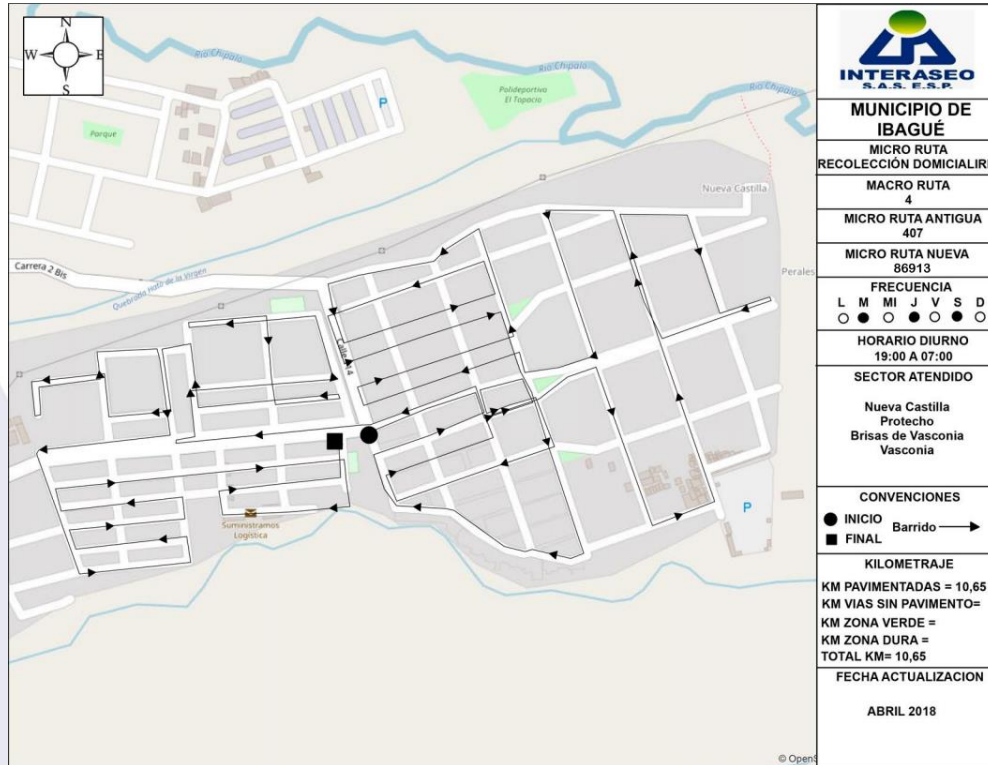 N
W E
S
Rio Chipalo
Rio Chipalo
Rio Chipalo
Parque
P
Polideportivo
El Topacio
Nueva Castilla
Carrera 2 Bis
Quebrada Hato de la Virgen
Perales
Calle 14
Suministramos
Logística
P
© OpenS
INTERASEO
S.A.S. E.S.P.
MUNICIPIO DE
IBAGUÉ
MICRO RUTA
RECOLECCIÓN DOMICIALIRI
MACRO RUTA
4
MICRO RUTA ANTIGUA
407
MICRO RUTA NUEVA
86913
FRECUENCIA
L M MI J V S D
HORARIO DIURNO
19:00 A 07:00
SECTOR ATENDIDO
Nueva Castilla
Protecho
Brisas de Vasconia
Vasconia
CONVENCIONES
INICIO Barrido
FINAL
KILOMETRAJE
KM PAVIMENTADAS = 10,65
KM VIAS SIN PAVIMENTO=
KM ZONA VERDE =
KM ZONA DURA =
TOTAL KM= 10,65
FECHA ACTUALIZACION
ABRIL 2018